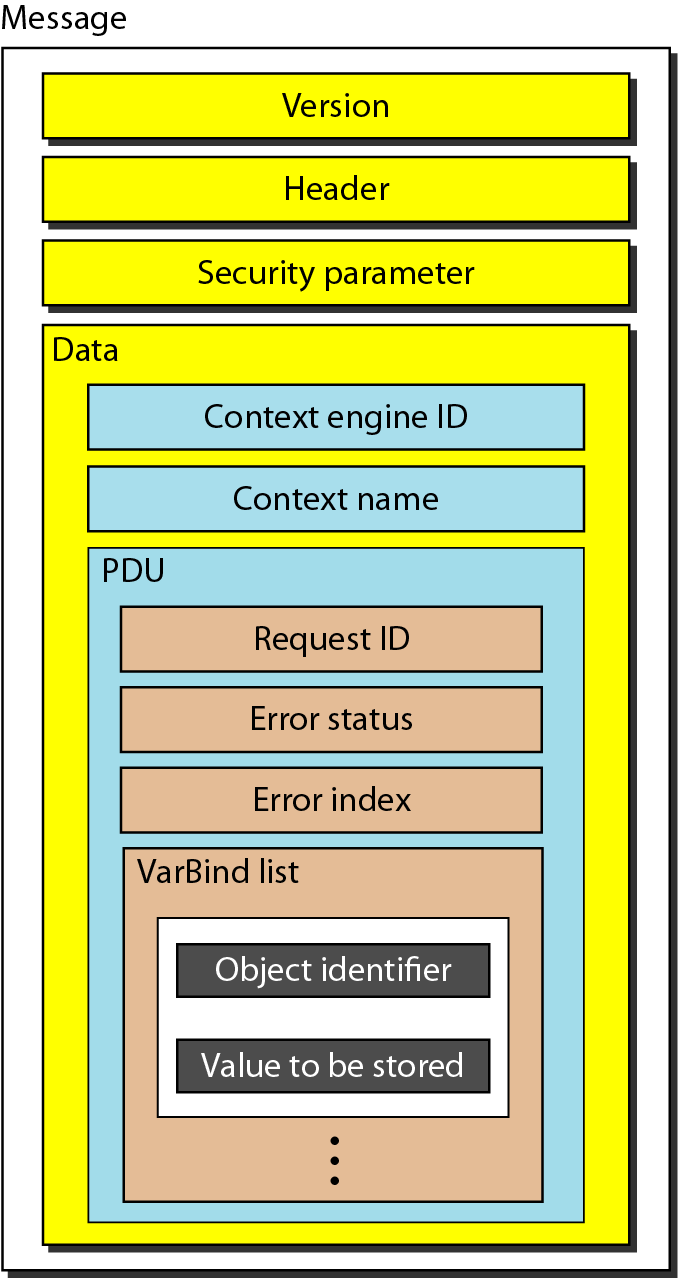 Message
Version
Header
Security parameter
Data
Context engine ID
Context name
PDU
Request ID
Error status
Error index
VarBind list
Object identifier
Value to be stored